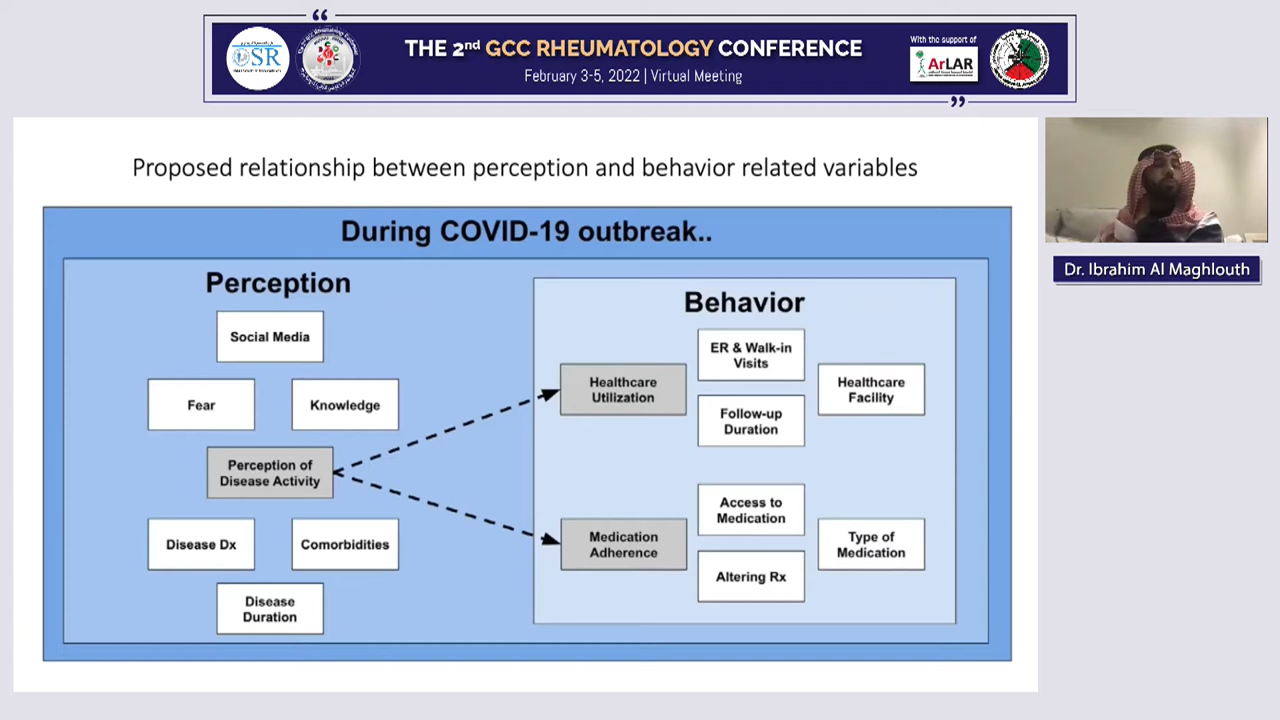 “
THE 2nd GCC RHEUMATOLOGY CONFERENCE
February 3-5, 2022 | Virtual Meeting
”
OSR
With the support of
ArLAR
Proposed relationship between perception and behavior related variables
During COVID-19 outbreak..
Perception
Social Media
Fear
Knowledge
Perception of
Disease Activity
Disease Dx
Comorbidities
Disease
Duration
Behavior
Healthcare
Utilization
ER & Walk-in
Visits
Follow-up
Duration
Healthcare
Facility
Medication
Adherence
Access to
Medication
Altering Rx
Type of
Medication
Dr. Ibrahim Al Maghlouth